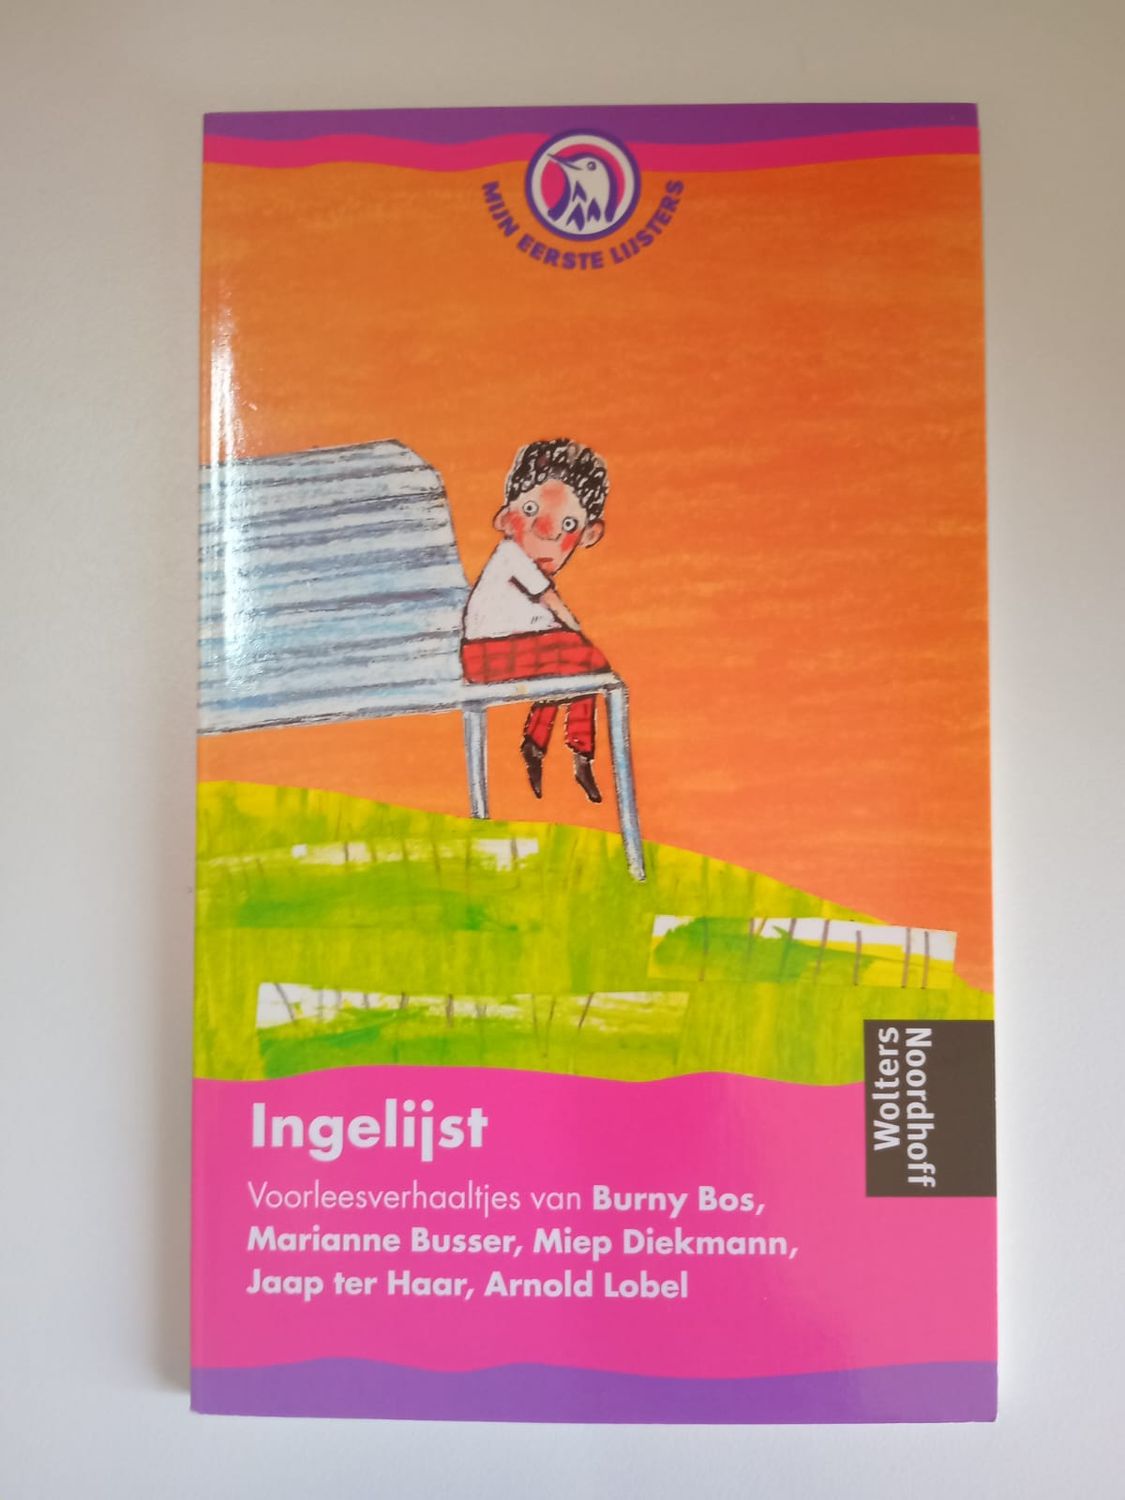 MIJN EERSTE LIJSTERS
Wolters
Noordhoff
Ingelijst
Voorleesverhaaltjes van Burny Bos,
Marianne Busser, Miep Diekmann,
Jaap ter Haar, Arnold Lobel